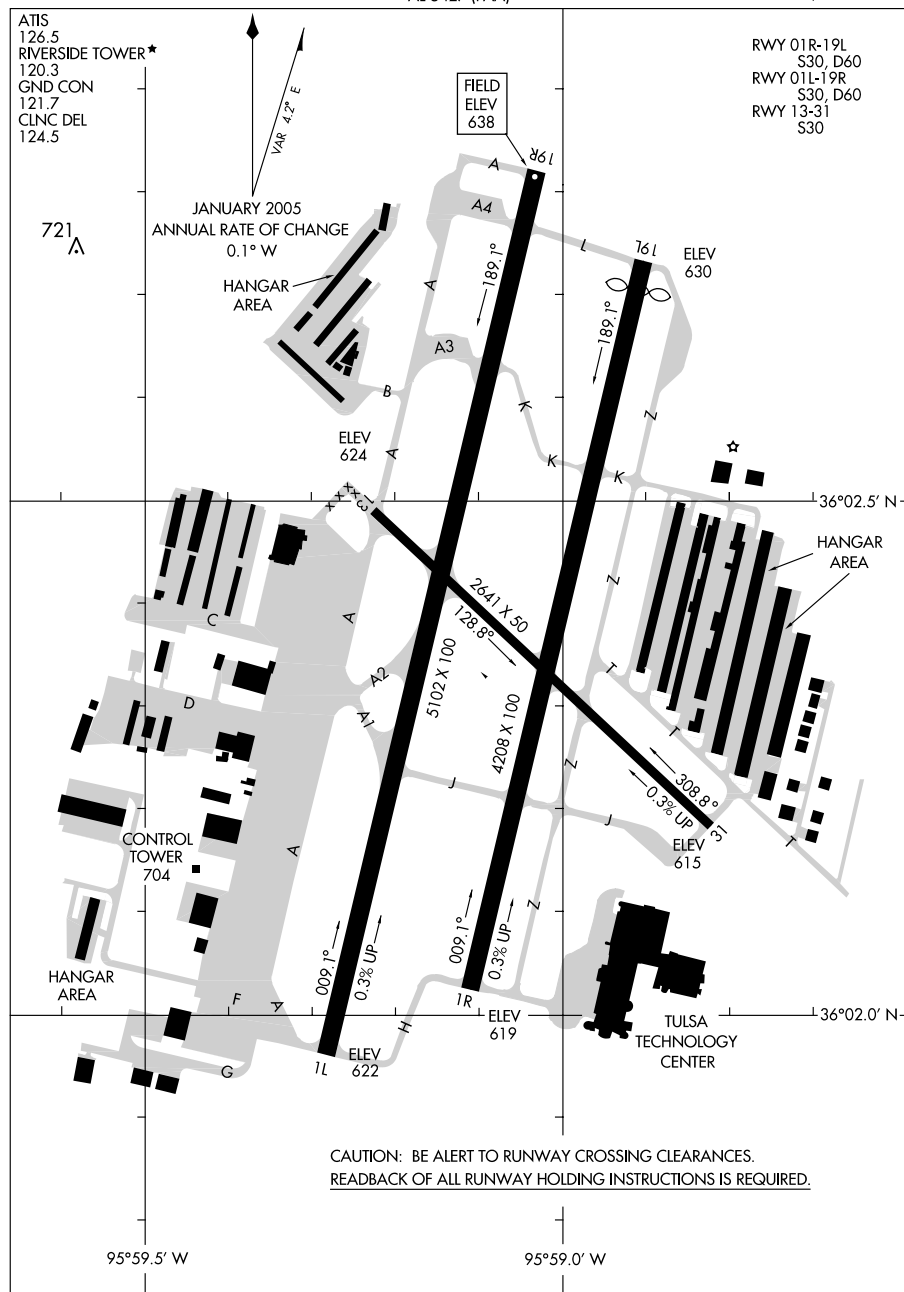 ATIS
126.5
RIVERSIDE TOWER★
120.3
GND CON
121.7
CLNC DEL
124.5
VAR 4.2° E
JANUARY 2005
ANNUAL RATE OF CHANGE
0.1° W
FIELD
ELEV
638
RWY 01R-19L
S30, D60
RWY 01L-19R
S30, D60
RWY 13-31
S30
721
HANGAR
AREA
A
19R
A4
L
19L
ELEV
630
189.1°
189.1°
A
A3
B
K
K
K
Z
A
ELEV
624
13
36°02.5' N
HANGAR
AREA
2641 X 50
128.8°
Z
C
A
A2
5102 X 100
4208 X 100
T
D
A1
T
J
Z
308.8°
0.3% UP
J
31
T
ELEV
615
A
CONTROL
TOWER
704
009.1°
0.3% UP
009.1°
0.3% UP
Z
HANGAR
AREA
F
A
H
1R
ELEV
619
36°02.0' N
TULSA
TECHNOLOGY
CENTER
G
1L
ELEV
622
CAUTION: BE ALERT TO RUNWAY CROSSING CLEARANCES.
READBACK OF ALL RUNWAY HOLDING INSTRUCTIONS IS REQUIRED.
95°59.5' W
95°59.0' W